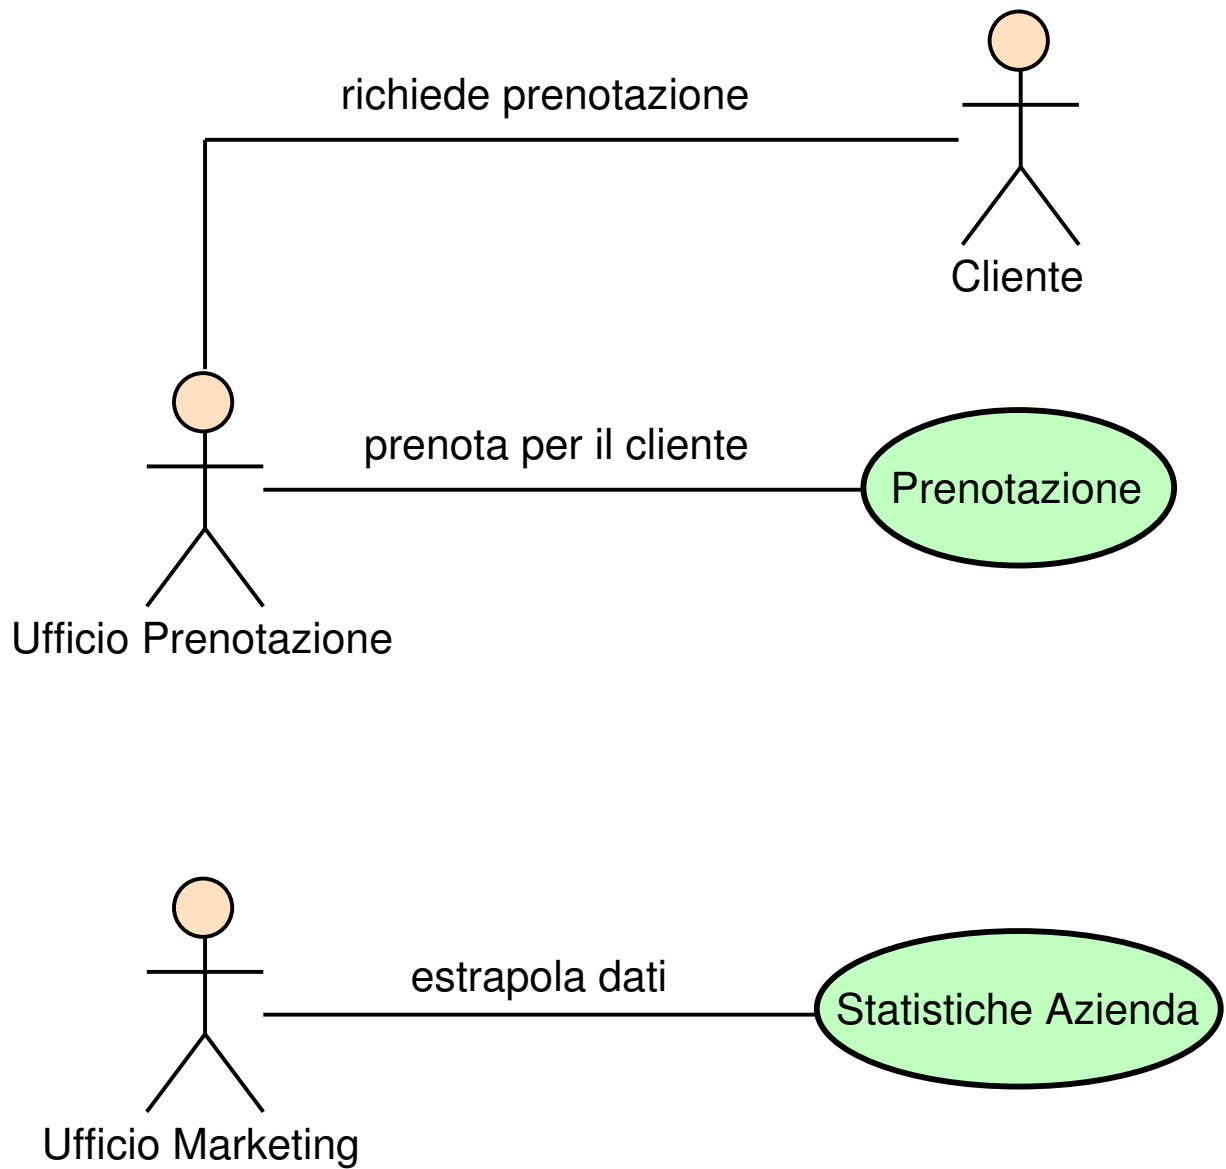 richiede prenotazione
Cliente
prenota per il cliente
Prenotazione
Ufficio Prenotazione
estrapola dati
Statistiche Azienda
Ufficio Marketing